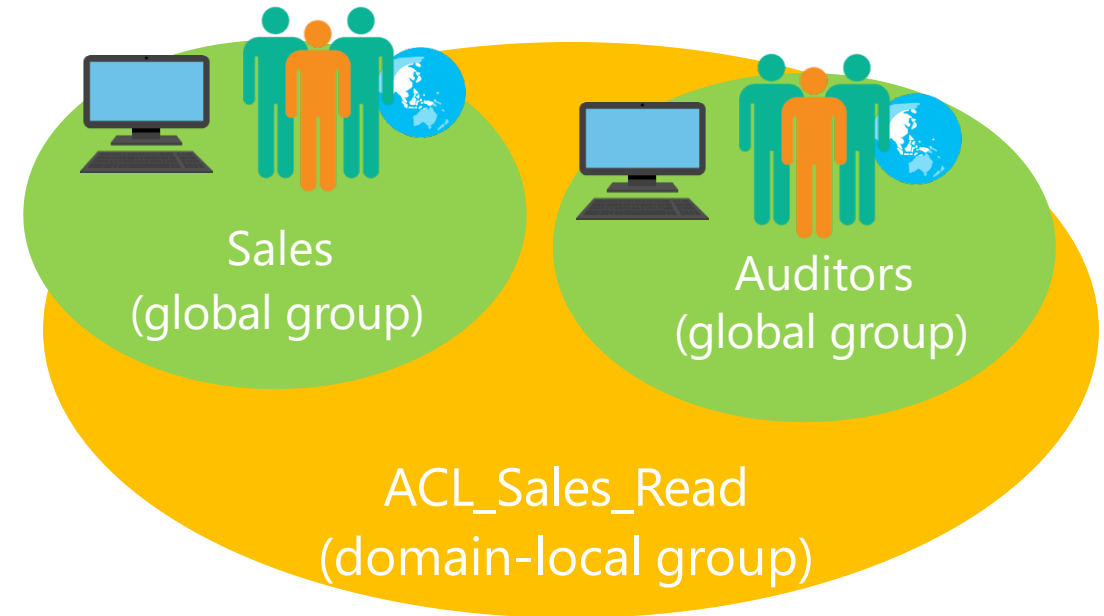 Sales
(global group)
Auditors
(global group)
ACL_Sales_Read
(domain-local group)